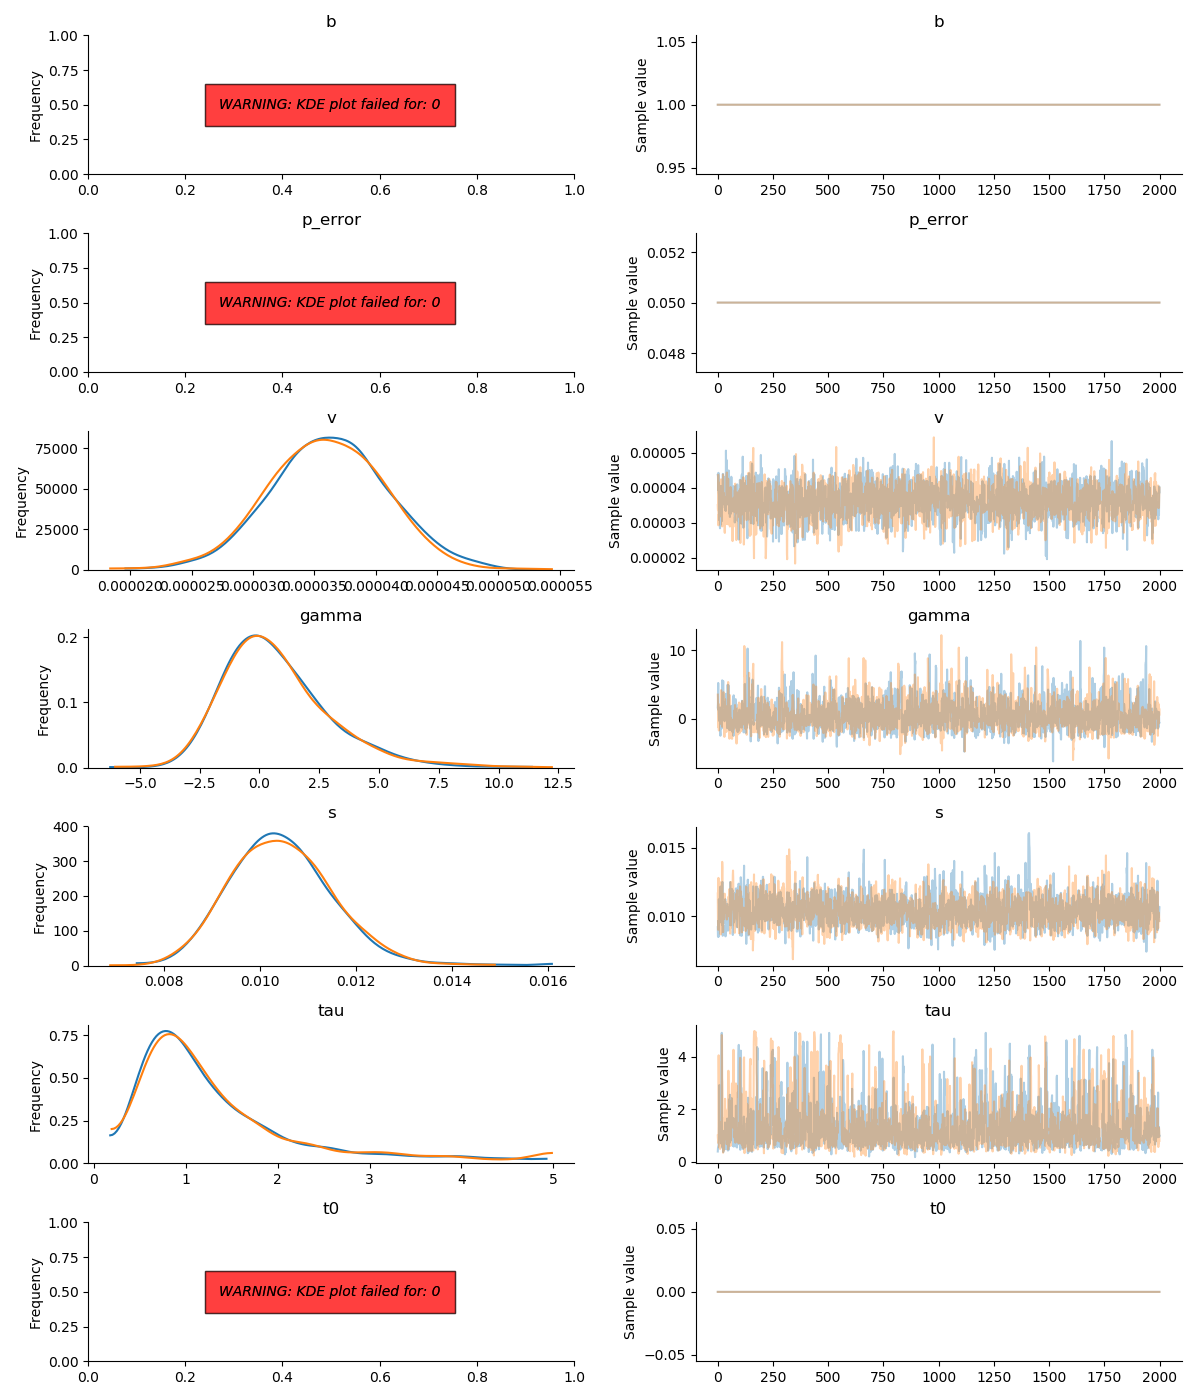 b
b
1.00
0.75
0.50
0.25
0.00
Frequency
WARNING: KDE plot failed for: 0
0.0 0.2 0.4 0.6 0.8 1.0
1.05
1.00
0.95
Sample value
0 250 500 750 1000 1250 1500 1750 2000
p_error
p_error
1.00
0.75
0.50
0.25
0.00
Frequency
WARNING: KDE plot failed for: 0
0.0 0.2 0.4 0.6 0.8 1.0
0.052
0.050
0.048
Sample value
0 250 500 750 1000 1250 1500 1750 2000
v
v
75000
50000
25000
0
Frequency
0.000020 0.000025 0.000030 0.000035 0.000040 0.000045 0.000050 0.000055
0.00005
0.00004
0.00003
0.00002
Sample value
0 250 500 750 1000 1250 1500 1750 2000
gamma
gamma
0.2
0.1
0.0
Frequency
−5.0 −2.5 0.0 2.5 5.0 7.5 10.0 12.5
10
0
Sample value
0 250 500 750 1000 1250 1500 1750 2000
s
s
400
300
200
100
0
Frequency
0.008 0.010 0.012 0.014 0.016
0.015
0.010
Sample value
0 250 500 750 1000 1250 1500 1750 2000
tau
tau
0.75
0.50
0.25
0.00
Frequency
0 1 2 3 4 5
4
2
0
Sample value
0 250 500 750 1000 1250 1500 1750 2000
t0
t0
1.00
0.75
0.50
0.25
0.00
Frequency
WARNING: KDE plot failed for: 0
0.0 0.2 0.4 0.6 0.8 1.0
0.05
0.00
−0.05
Sample value
0 250 500 750 1000 1250 1500 1750 2000